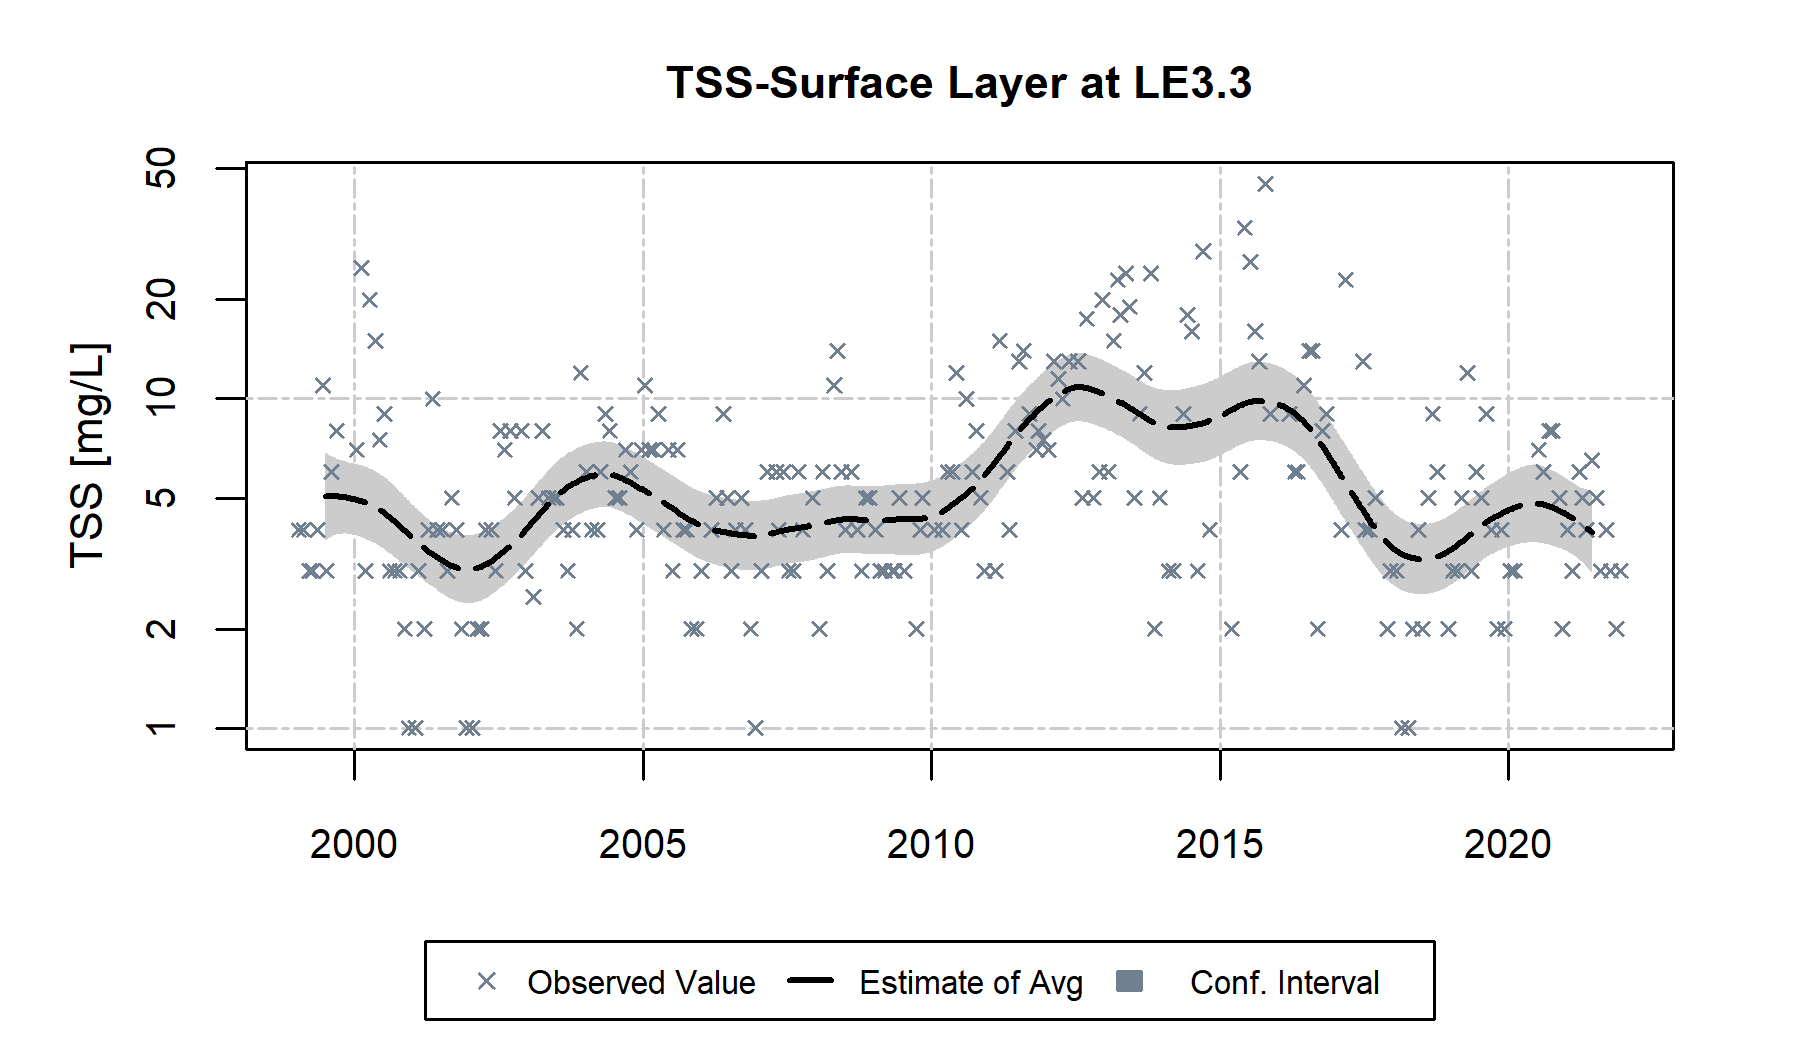 TSS-Surface Layer at LE3.3
TSS [mg/L]
50
20
10
5
2
1
2000 2005 2010 2015 2020
Observed Value Estimate of Avg Conf. Interval